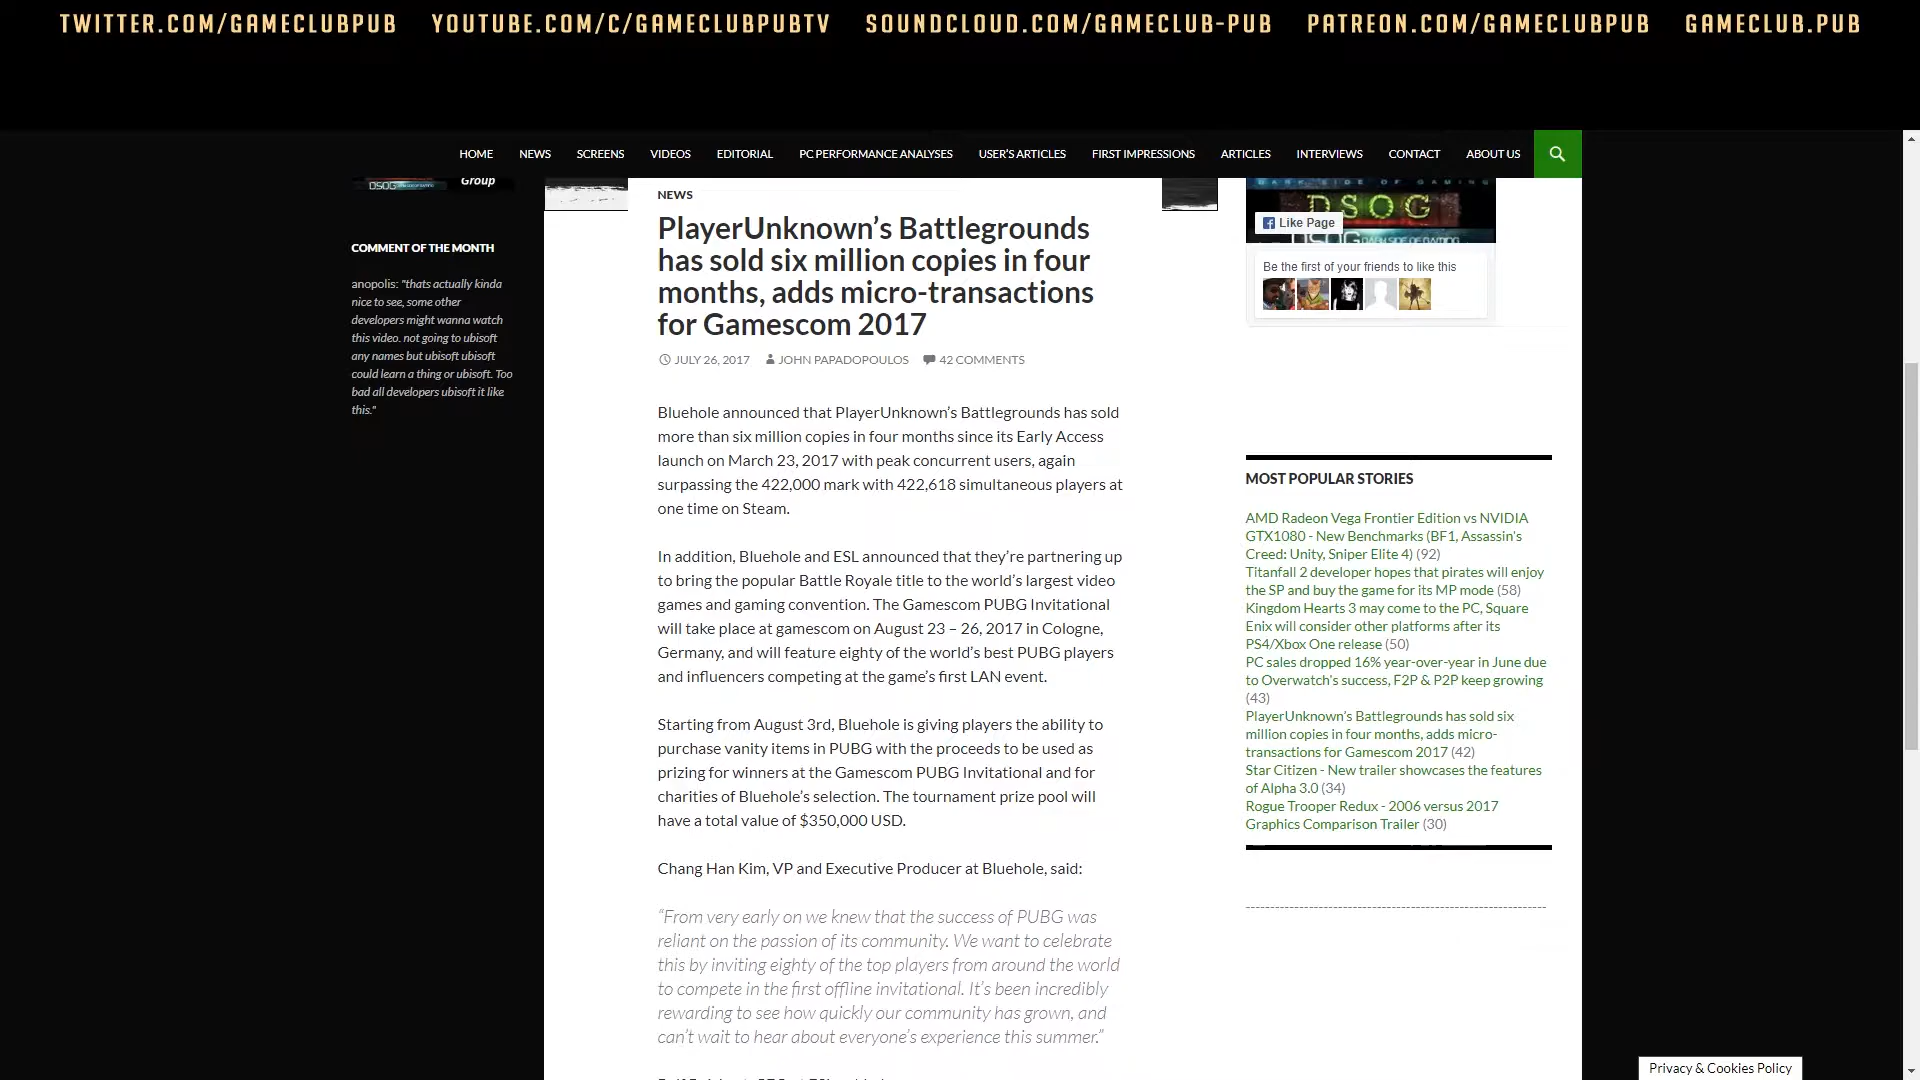 TWITTER.COM/GAMECLUBPUB YOUTUBE.COM/C/GAMECLUBPUBTV SOUNDCLOUD.COM/GAMECLUB-PUB PATREON.COM/GAMECLUBPUB GAMECLUB.PUB
HOME NEWS SCREENS VIDEOS EDITORIAL PC PERFORMANCE ANALYSES USER'S ARTICLES FIRST IMPRESSIONS ARTICLES INTERVIEWS CONTACT ABOUT US
DSOG
Group
COMMENT OF THE MONTH
anopolis: "thats actually kinda
nice to see, some other
developers might wanna watch
this video. not going to ubisoft
any names but ubisoft ubisoft
could learn a thing or ubisoft. Too
bad all developers ubisoft it like
this."
NEWS
PlayerUnknown’s Battlegrounds
has sold six million copies in four
months, adds micro-transactions
for Gamescom 2017
JULY 26, 2017 JOHN PAPADOPOULOS 42 COMMENTS
Bluehole announced that PlayerUnknown’s Battlegrounds has sold
more than six million copies in four months since its Early Access
launch on March 23, 2017 with peak concurrent users, again
surpassing the 422,000 mark with 422,618 simultaneous players at
one time on Steam.
In addition, Bluehole and ESL announced that they’re partnering up
to bring the popular Battle Royale title to the world’s largest video
games and gaming convention. The Gamescom PUBG Invitational
will take place at gamescom on August 23 – 26, 2017 in Cologne,
Germany, and will feature eighty of the world’s best PUBG players
and influencers competing at the game’s first LAN event.
Starting from August 3rd, Bluehole is giving players the ability to
purchase vanity items in PUBG with the proceeds to be used as
prizing for winners at the Gamescom PUBG Invitational and for
charities of Bluehole’s selection. The tournament prize pool will
have a total value of $350,000 USD.
Chang Han Kim, VP and Executive Producer at Bluehole, said:
“From very early on we knew that the success of PUBG was
reliant on the passion of its community. We want to celebrate
this by inviting eighty of the top players from around the world
to compete in the first offline invitational. It’s been incredibly
rewarding to see how quickly our community has grown, and
can’t wait to hear about everyone’s experience this summer.”
DARK SIDE OF GAMING
DSOG
Like Page
DSOG DARK SIDE OF GAMING
Be the first of your friends to like this
MOST POPULAR STORIES
AMD Radeon Vega Frontier Edition vs NVIDIA
GTX1080 - New Benchmarks (BF1, Assassin's
Creed: Unity, Sniper Elite 4) (92)
Titanfall 2 developer hopes that pirates will enjoy
the SP and buy the game for its MP mode (58)
Kingdom Hearts 3 may come to the PC, Square
Enix will consider other platforms after its
PS4/Xbox One release (50)
PC sales dropped 16% year-over-year in June due
to Overwatch's success, F2P & P2P keep growing
(43)
PlayerUnknown’s Battlegrounds has sold six
million copies in four months, adds micro-
transactions for Gamescom 2017 (42)
Star Citizen - New trailer showcases the features
of Alpha 3.0 (34)
Rogue Trooper Redux - 2006 versus 2017
Graphics Comparison Trailer (30)
Privacy & Cookies Policy